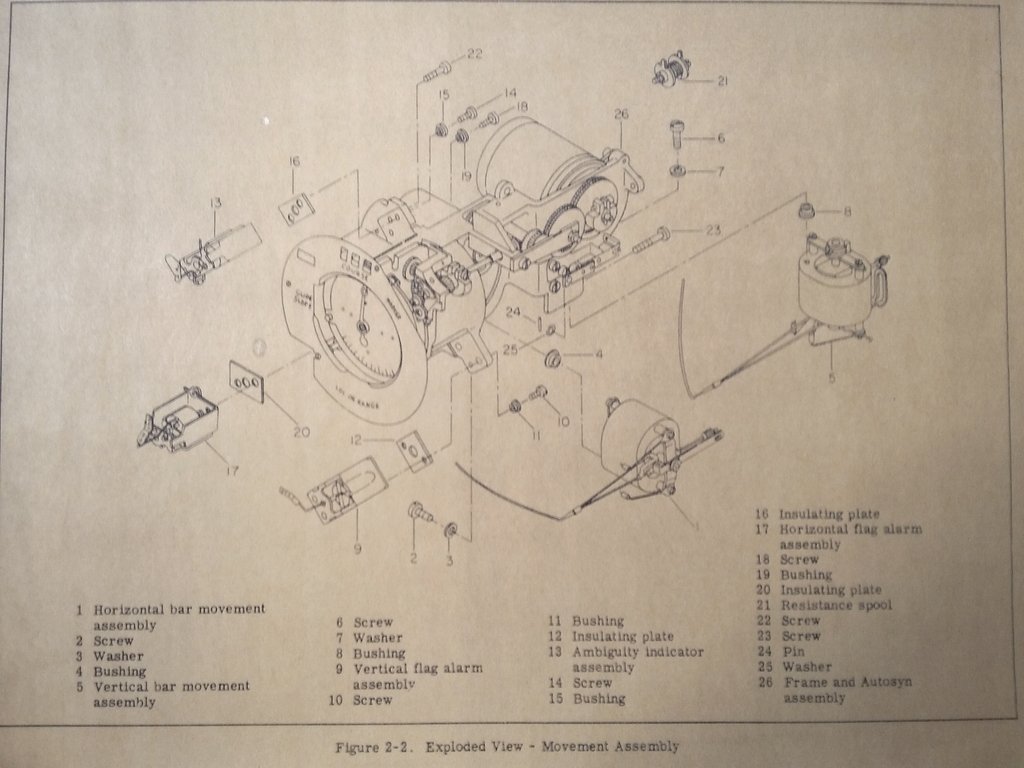 22
15
14
18
21
26
6
16
19
7
13
8
23
COURSE
24
25
4
5
20
LOC IN RANGE
10
11
12
17
9
2
3
1 Horizontal bar movement
assembly
2 Screw
3 Washer
4 Bushing
5 Vertical bar movement
assembly
6 Screw
7 Washer
8 Bushing
9 Vertical flag alarm
assembly
10 Screw
11 Bushing
12 Insulating plate
13 Ambiguity indicator
assembly
14 Screw
15 Bushing
16 Insulating plate
17 Horizontal flag alarm
assembly
18 Screw
19 Bushing
20 Insulating plate
21 Resistance spool
22 Screw
23 Screw
24 Pin
25 Washer
26 Frame and Autosyn
assembly
Figure 2-2. Exploded View - Movement Assembly